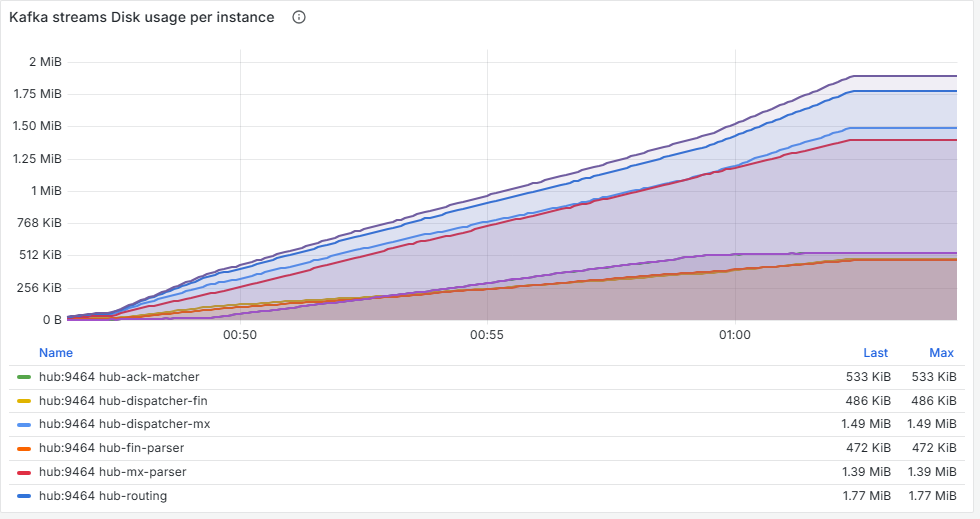 Kafka streams Disk usage per instance
2 MiB
1.75 MiB
1.50 MiB
1.25 MiB
1 MiB
768 KiB
512 KiB
256 KiB
0 B
00:50 00:55 01:00
Name Last Max
hub:9464 hub-ack-matcher 533 KiB 533 KiB
hub:9464 hub-dispatcher-fin 486 KiB 486 KiB
hub:9464 hub-dispatcher-mx 1.49 MiB 1.49 MiB
hub:9464 hub-fin-parser 472 KiB 472 KiB
hub:9464 hub-mx-parser 1.39 MiB 1.39 MiB
hub:9464 hub-routing 1.77 MiB 1.77 MiB